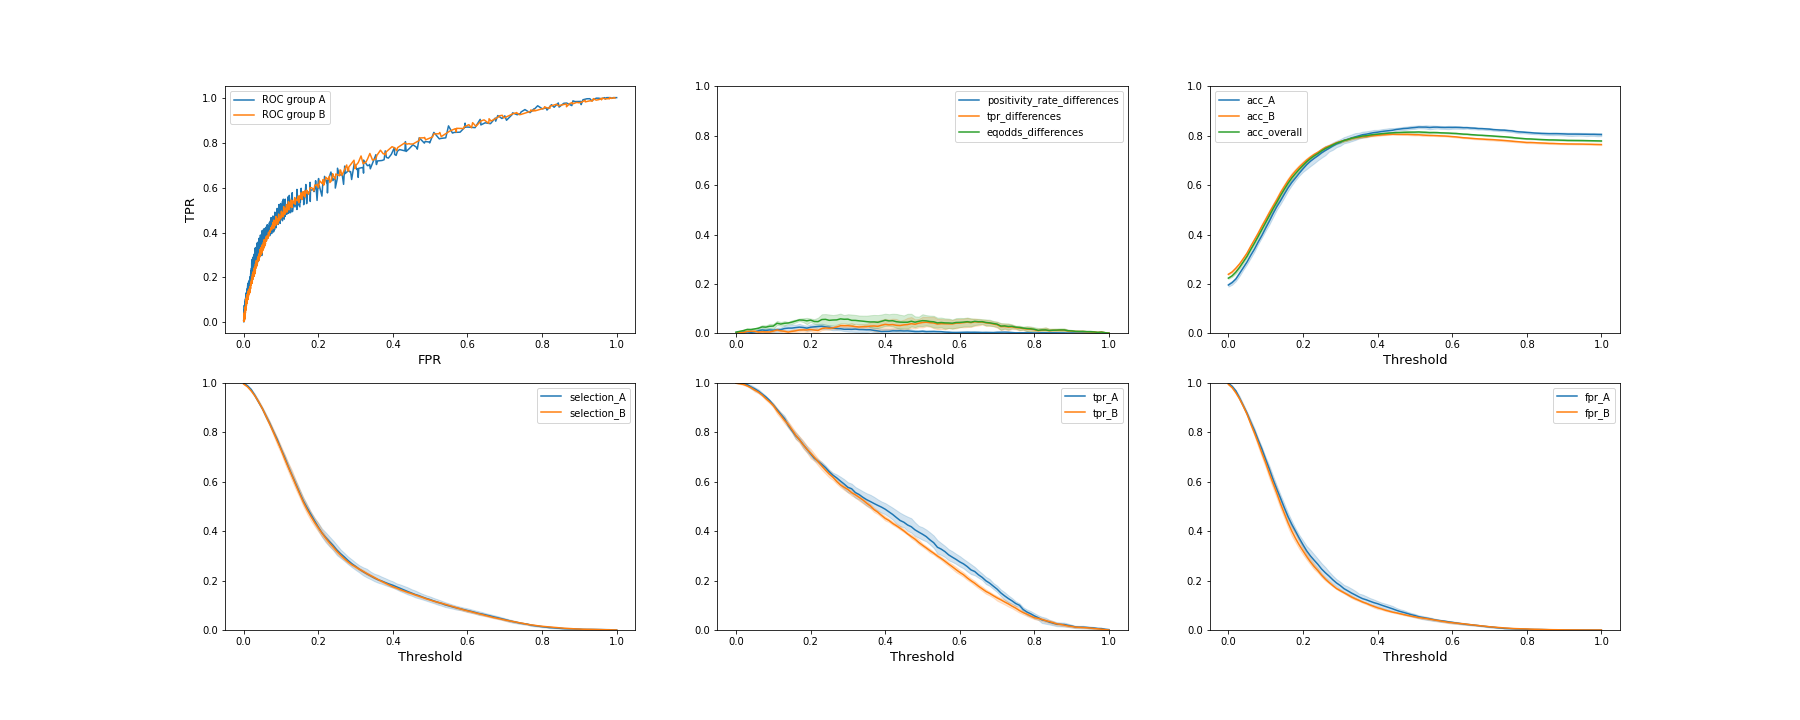 ROC group A
ROC group B
1.0
0.8
0.6
0.4
0.2
0.0
TPR
0.0 0.2 0.4 0.6 0.8 1.0
FPR
positivity_rate_differences
tpr_differences
eqodds_differences
1.0
0.8
0.6
0.4
0.2
0.0
0.0 0.2 0.4 0.6 0.8 1.0
Threshold
acc_A
acc_B
acc_overall
1.0
0.8
0.6
0.4
0.2
0.0
0.0 0.2 0.4 0.6 0.8 1.0
Threshold
selection_A
selection_B
1.0
0.8
0.6
0.4
0.2
0.0
0.0 0.2 0.4 0.6 0.8 1.0
Threshold
tpr_A
tpr_B
1.0
0.8
0.6
0.4
0.2
0.0
0.0 0.2 0.4 0.6 0.8 1.0
Threshold
fpr_A
fpr_B
1.0
0.8
0.6
0.4
0.2
0.0
0.0 0.2 0.4 0.6 0.8 1.0
Threshold